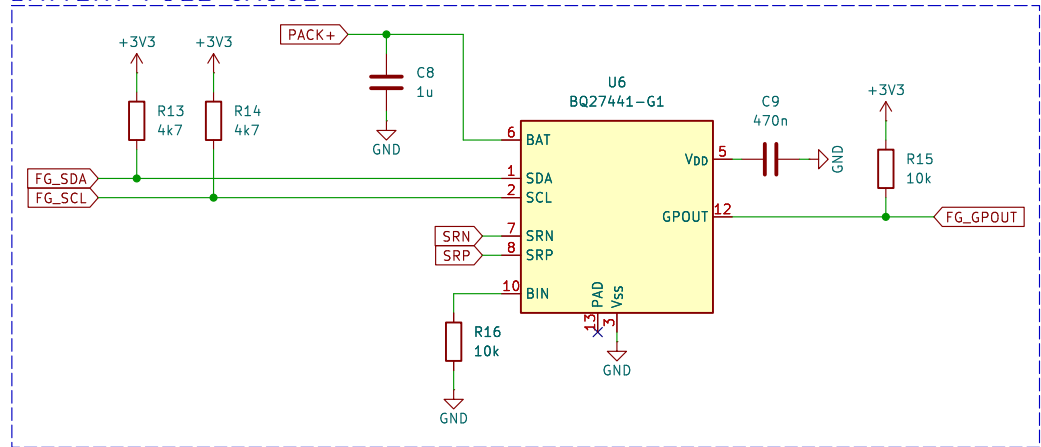 +3V3
+3V3
PACK+
C8
1u
GND
R13
4k7
R14
4k7
FG_SDA
FG_SCL
U6
BQ27441-G1
6
BAT
1
SDA
2
SCL
7
SRN
8
SRP
10
BIN
SRN
SRP
R16
10k
GND
PAD
13
VSS
3
GND
VDD
5
C9
470n
GND
+3V3
R15
10k
GPOUT
12
FG_GPOUT